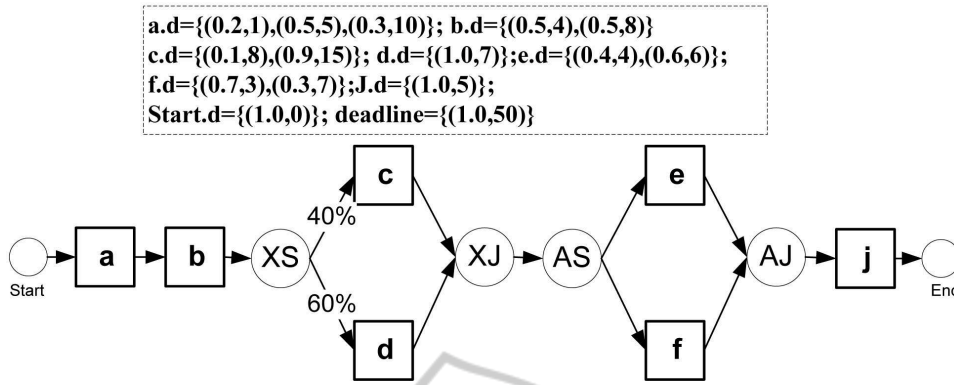 a.d={(0.2,1),(0.5,5),(0.3,10)}; b.d={(0.5,4),(0.5,8)}
c.d={(0.1,8),(0.9,15)}; d.d={(1.0,7)};e.d={(0.4,4),(0.6,6)};
f.d={(0.7,3),(0.3,7)};J.d={(1.0,5)};
Start.d={(1.0,0)}; deadline={(1.0,50)}
c
e
40%
a
b
XS
XJ
AS
AJ
j
Start
End
60%
d
f